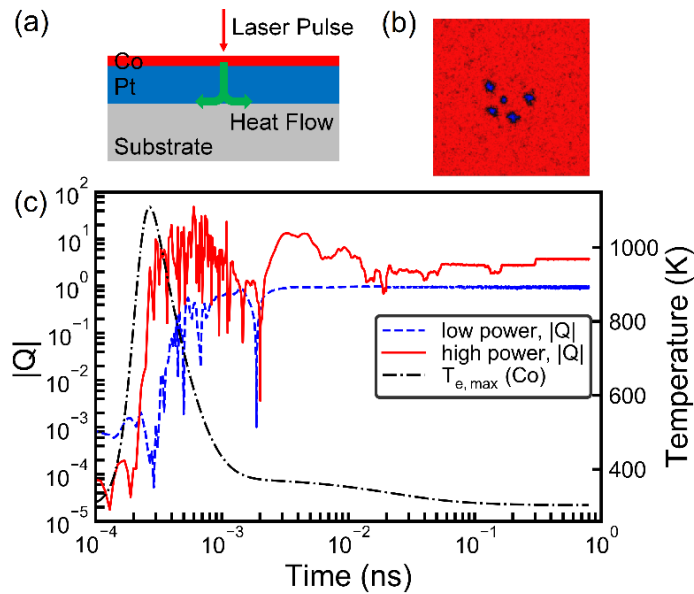 (a)
Laser Pulse
Co
Pt
Heat Flow
Substrate
(b)
(c)
|Q|
10^2
10^1
10^0
10^-1
10^-2
10^-3
10^-4
10^-5
low power, |Q|
high power, |Q|
T_e, max (Co)
Temperature (K)
1000
800
600
400
10^-4
10^-3
10^-2
10^-1
10^0
Time (ns)